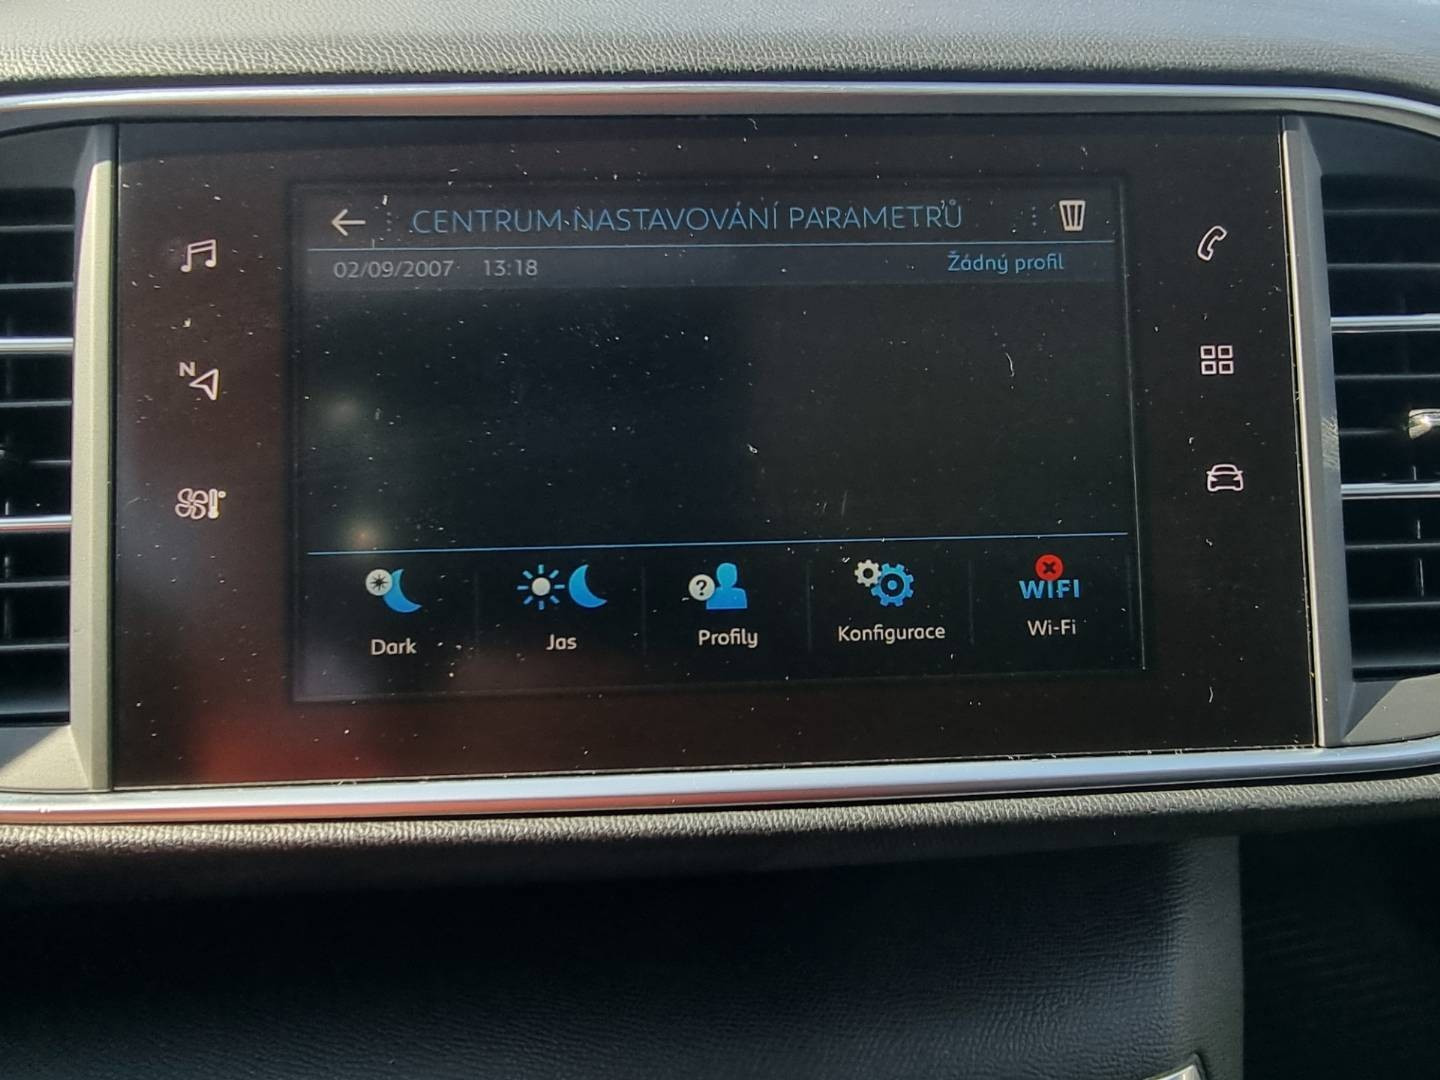 CENTRUM NASTAVOVÁNÍ PARAMETRŮ
02/09/2007 13:18 Žádný profil
N
Dark Jas Profily Konfigurace WIFI
Wi-Fi